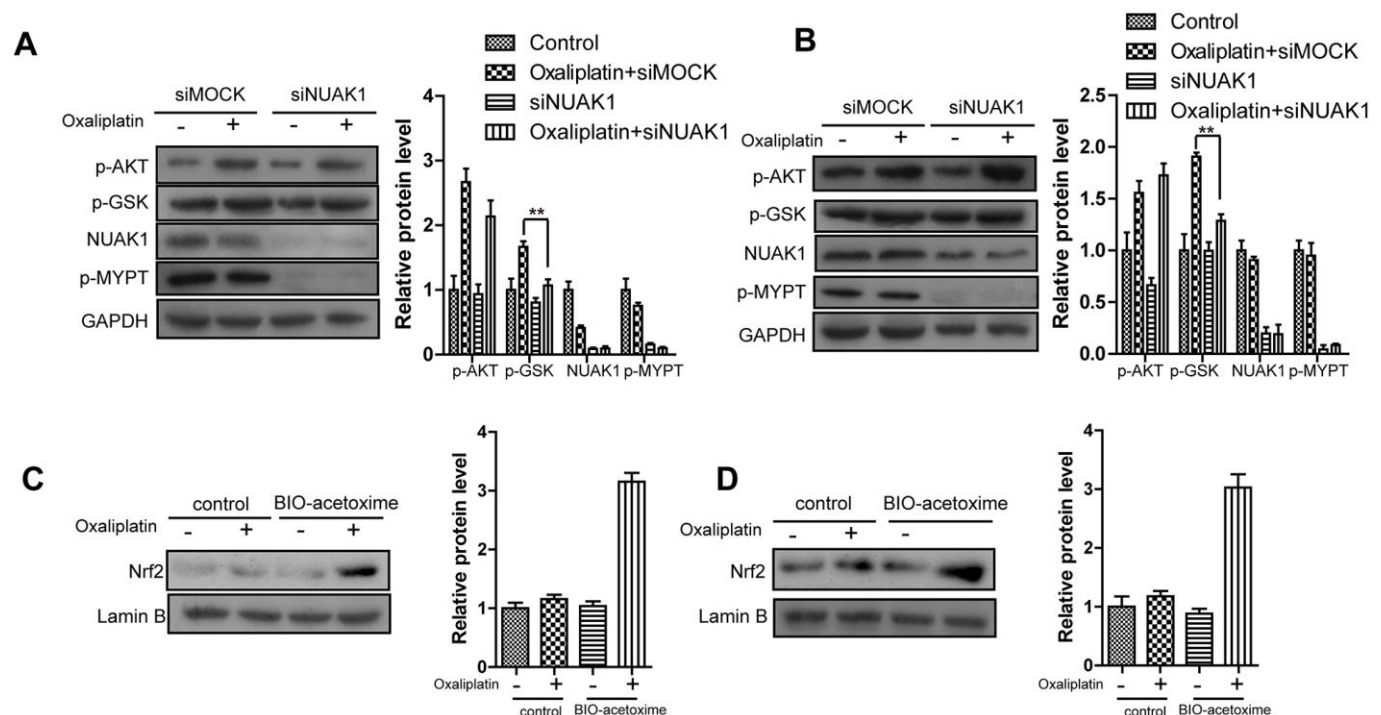 A
siMOCK siNUAK1
Oxaliplatin - + - +
p-AKT
p-GSK
NUAK1
p-MYPT
GAPDH
Control
Oxaliplatin+siMOCK
siNUAK1
Oxaliplatin+siNUAK1
Relative protein level
4
3
2
1
0
**
p-AKT p-GSK NUAK1 p-MYPT
B
siMOCK siNUAK1
Oxaliplatin - + - +
p-AKT
p-GSK
NUAK1
p-MYPT
GAPDH
Control
Oxaliplatin+siMOCK
siNUAK1
Oxaliplatin+siNUAK1
Relative protein level
2.5
2.0
1.5
1.0
0.5
0.0
**
p-AKT p-GSK NUAK1 p-MYPT
C
control BIO-acetoxime
Oxaliplatin - + - +
Nrf2
Lamin B
Relative protein level
4
3
2
1
0
Oxaliplatin - + - +
control BIO-acetoxime
D
control BIO-acetoxime
Oxaliplatin - + -
Nrf2
Lamin B
Relative protein level
4
3
2
1
0
Oxaliplatin - + - +
control BIO-acetoxime